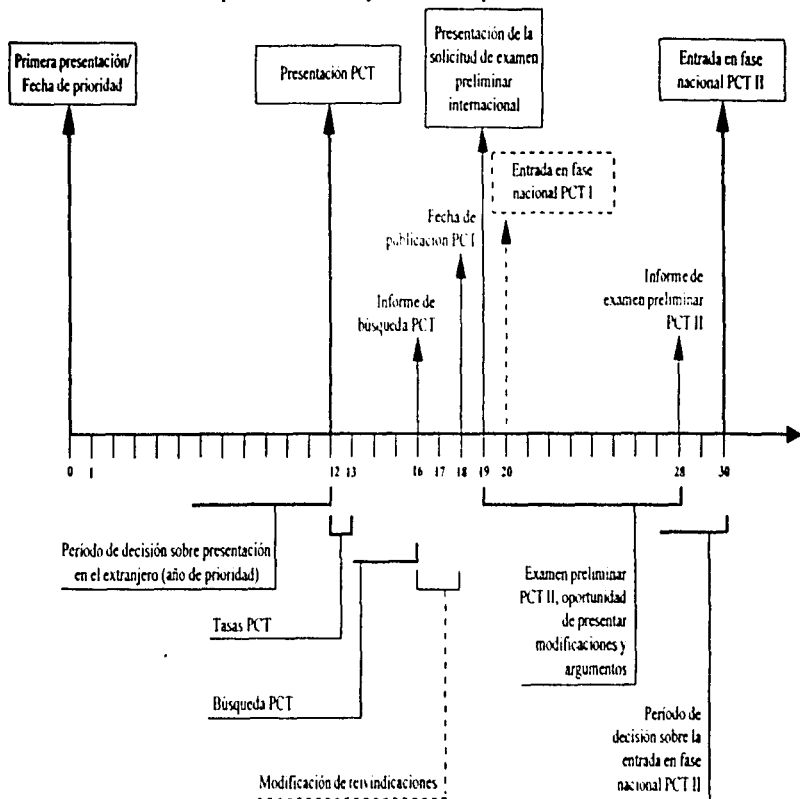 Primera presentación/
Fecha de prioridad
Presentación PCT
Presentación de la
solicitud de examen
preliminar
internacional
Entrada en fase
nacional PCT II
Entrada en fase
nacional PCT I
Fecha de
publicacion PCT
Informe de
búsqueda PCT
Informe de
examen preliminar
PCT II
0 1 12 13 16 17 18 19 20 28 30
Período de decisión sobre presentación
en el extranjero (año de prioridad)
Tasas PCT
Búsqueda PCT
Modificación de reivindicaciones
Examen preliminar
PCT II, oportunidad
de presentar
modificaciones y
argumentos
Período de
decisión sobre la
entrada en fase
nacional PCT II